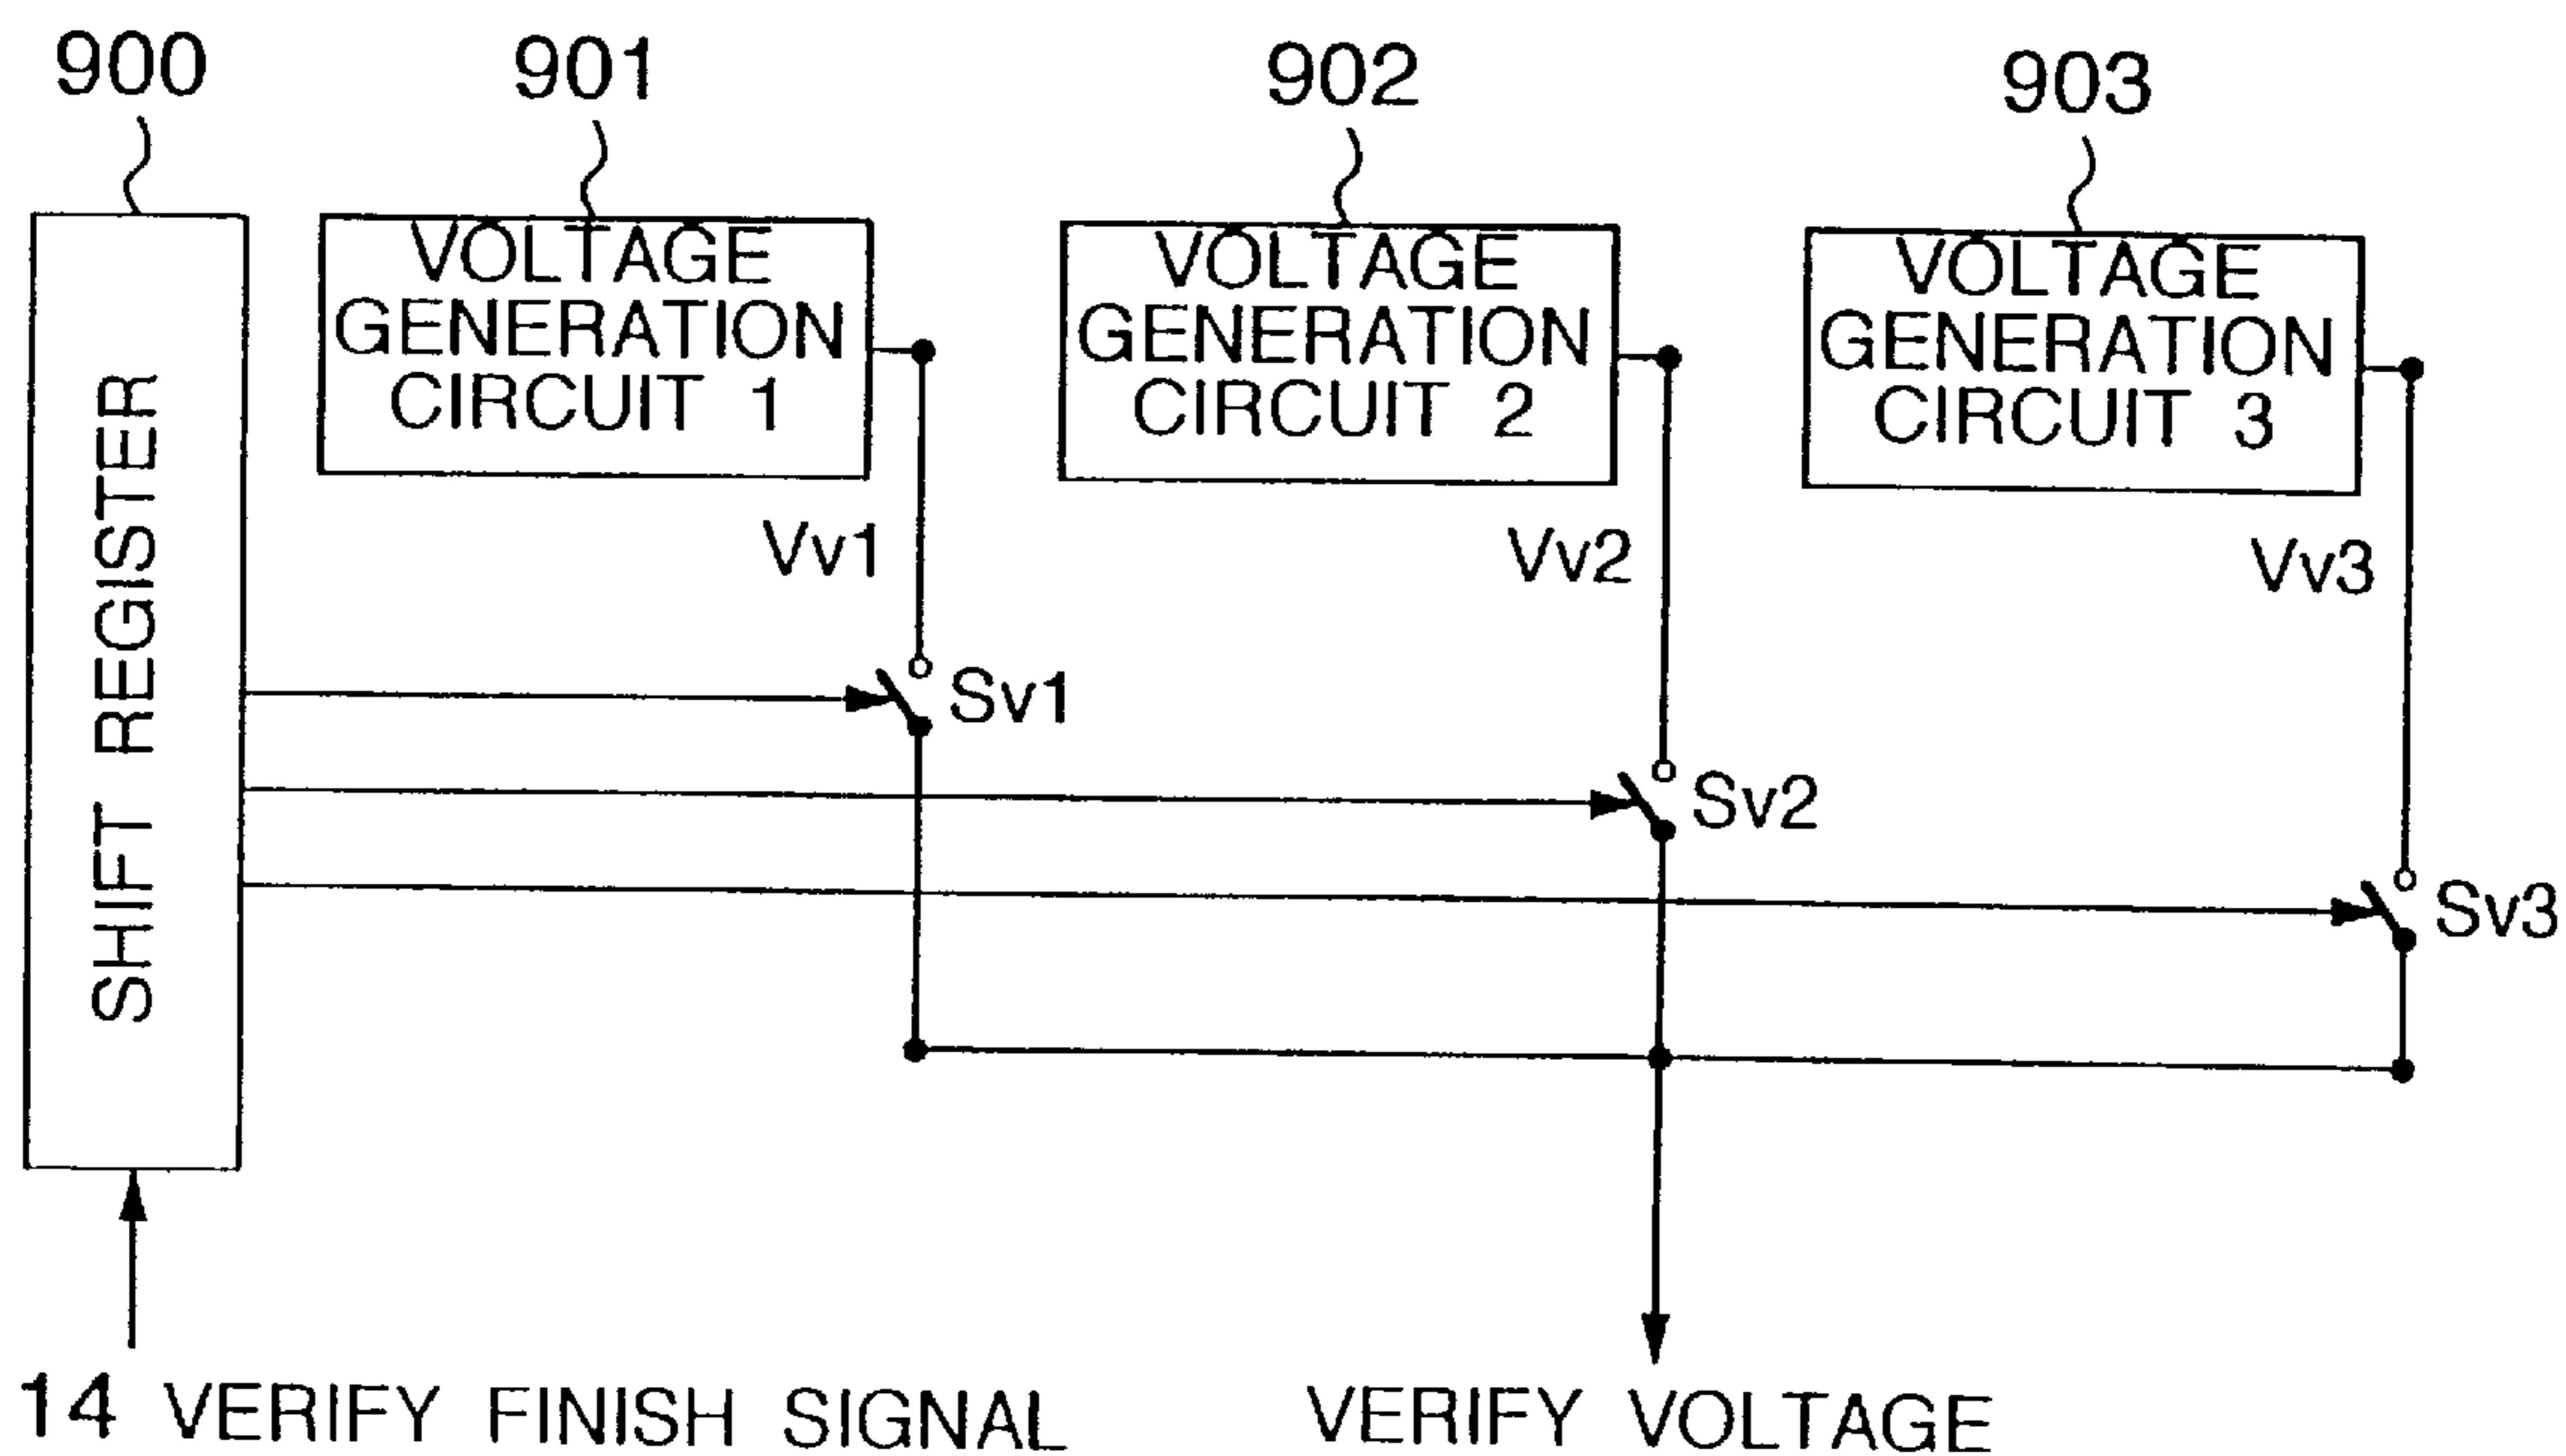 900
901
902
903
VOLTAGE
GENERATION
CIRCUIT 1
VOLTAGE
GENERATION
CIRCUIT 2
VOLTAGE
GENERATION
CIRCUIT 3
SHIFT REGISTER
Vv1
Vv2
Vv3
Sv1
Sv2
Sv3
14 VERIFY FINISH SIGNAL
VERIFY VOLTAGE